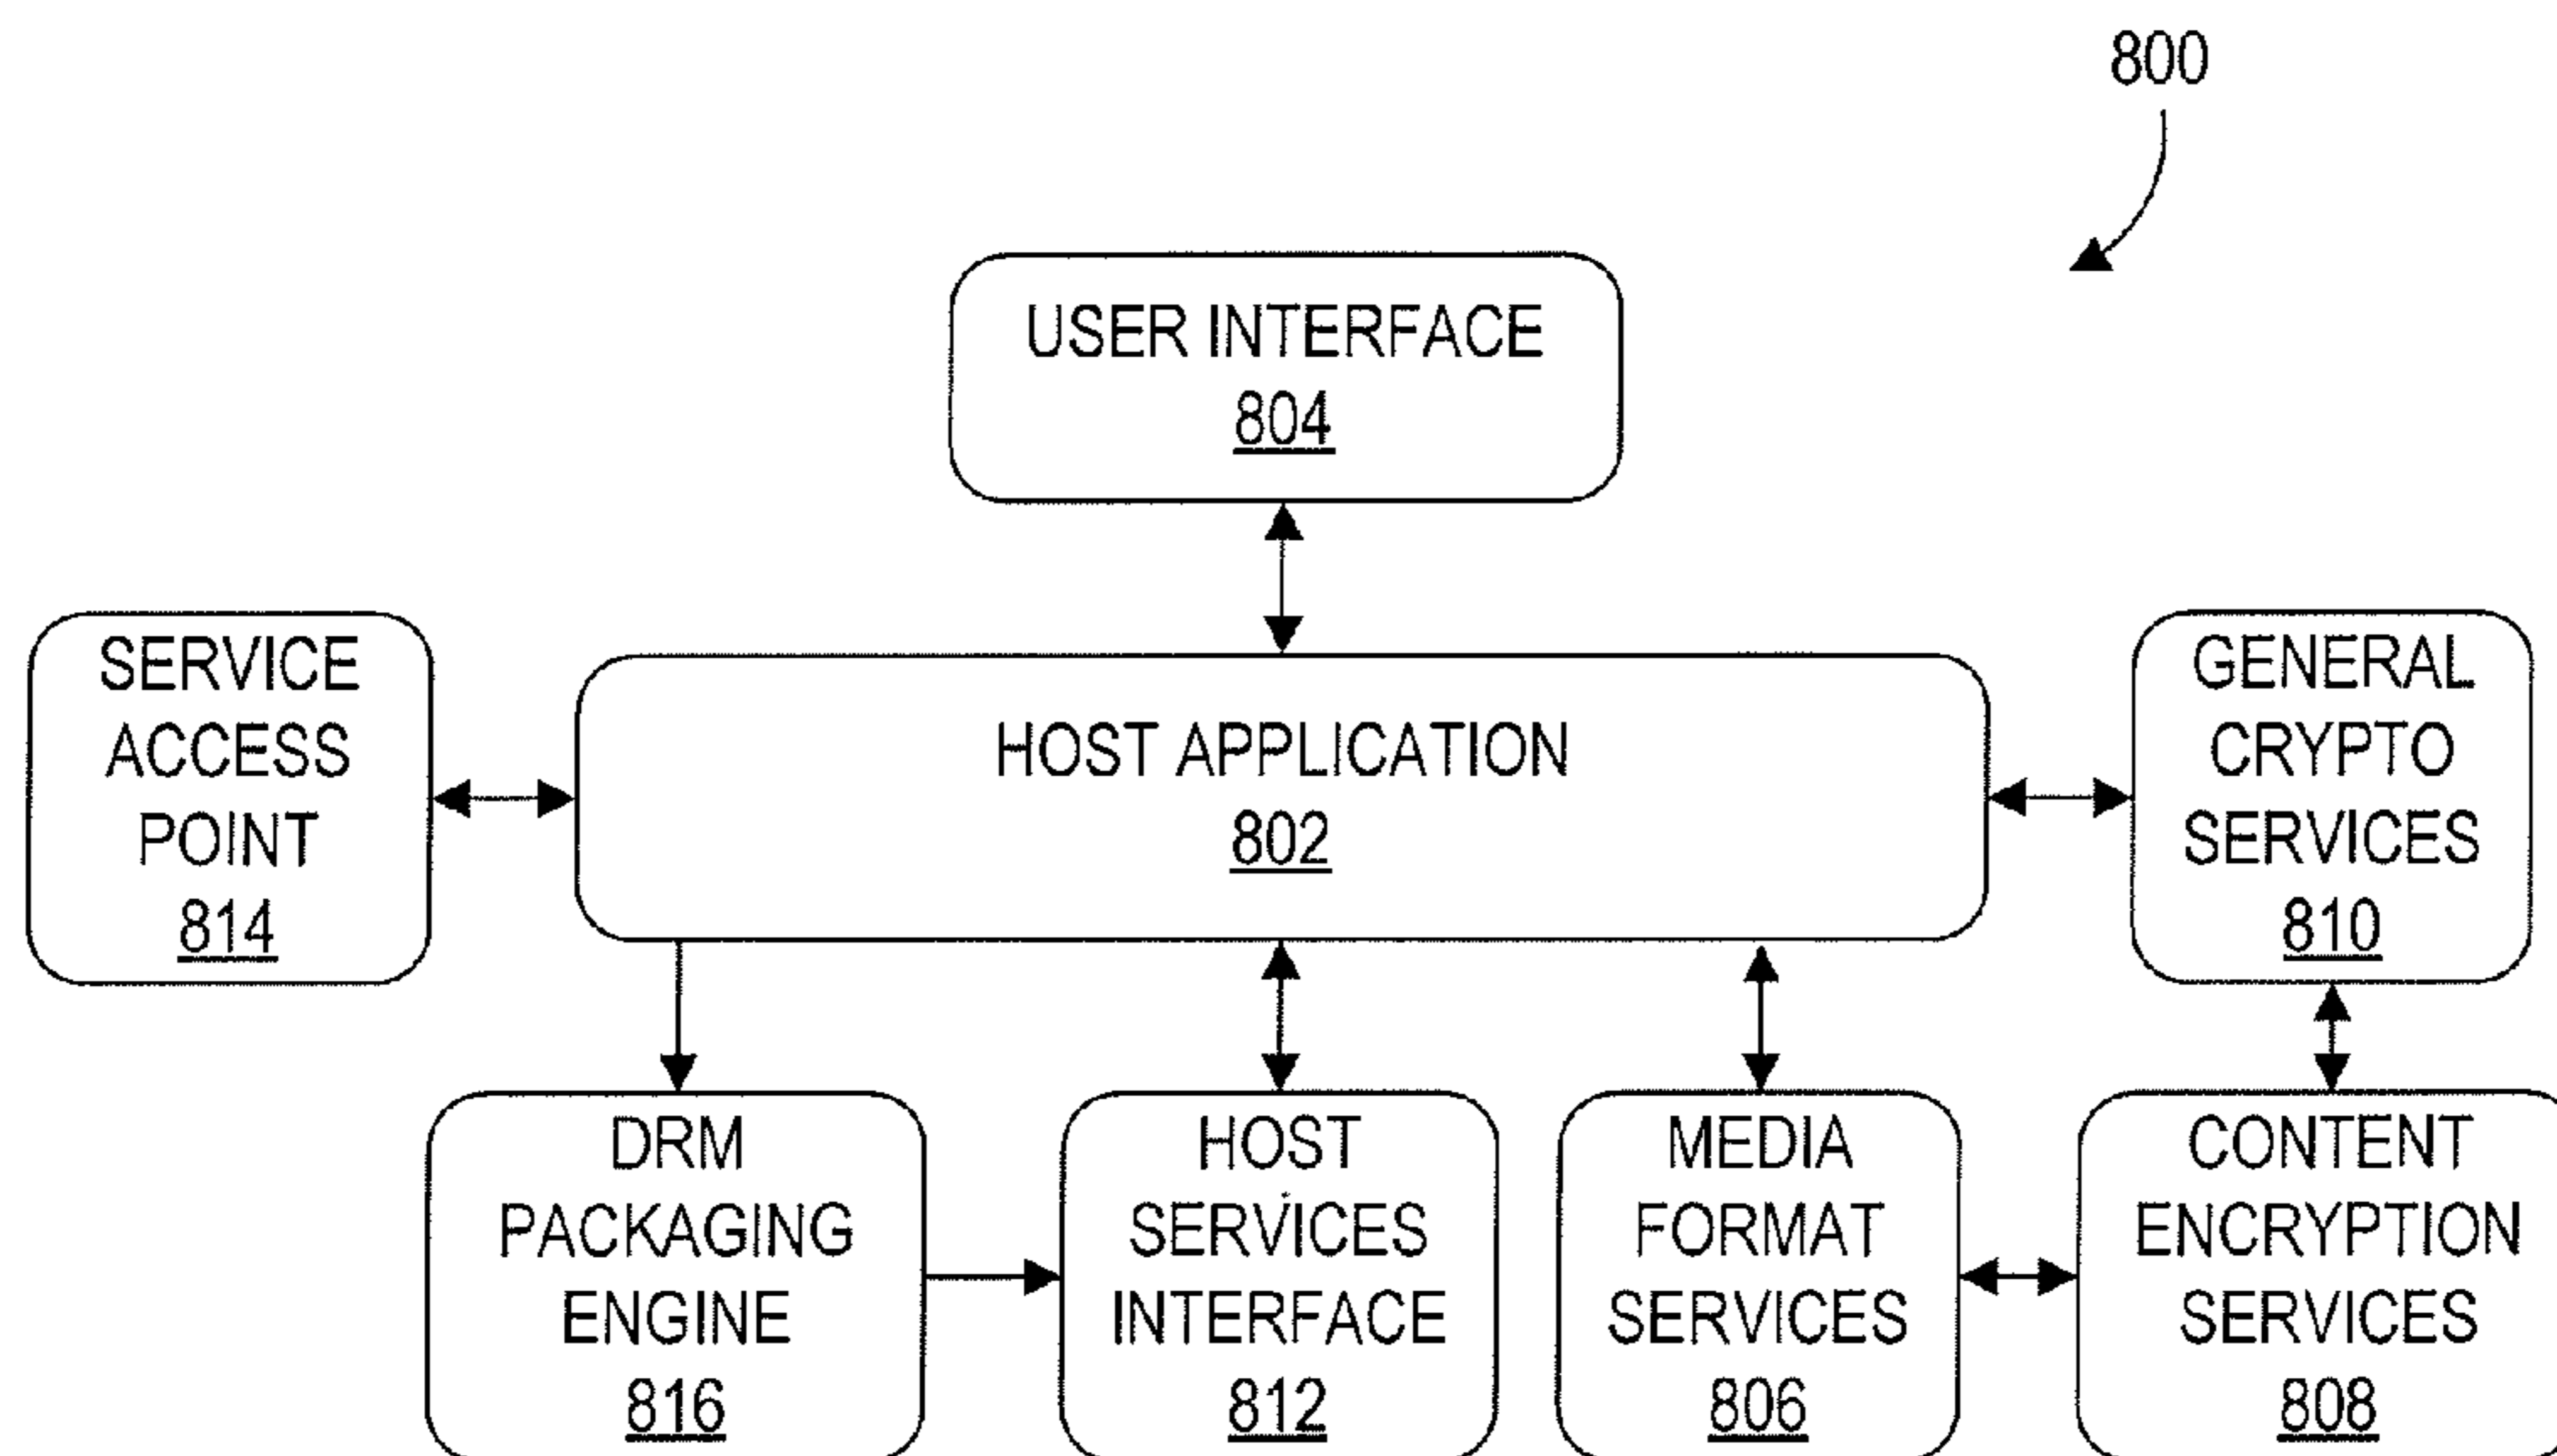 800
USER INTERFACE
804
SERVICE
ACCESS
POINT
814
HOST APPLICATION
802
GENERAL
CRYPTO
SERVICES
810
DRM
PACKAGING
ENGINE
816
HOST
SERVICES
INTERFACE
812
MEDIA
FORMAT
SERVICES
806
CONTENT
ENCRYPTION
SERVICES
808